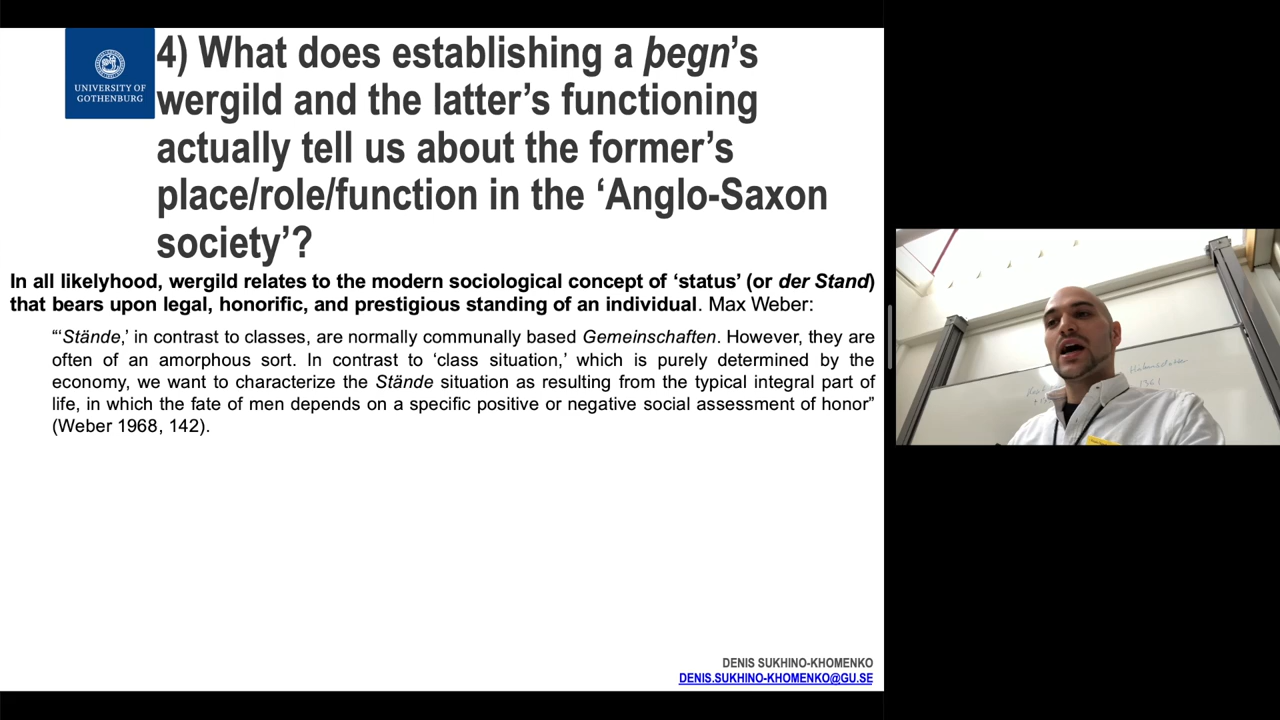 UNIVERSITY OF
GOTHENBURG
4) What does establishing a þegn’s
wergild and the latter’s functioning
actually tell us about the former’s
place/role/function in the ‘Anglo-Saxon
society’?
In all likelyhood, wergild relates to the modern sociological concept of ‘status’ (or der Stand)
that bears upon legal, honorific, and prestigious standing of an individual. Max Weber:
“‘Stände,’ in contrast to classes, are normally communally based Gemeinschaften. However, they are
often of an amorphous sort. In contrast to ‘class situation,’ which is purely determined by the
economy, we want to characterize the Stände situation as resulting from the typical integral part of
life, in which the fate of men depends on a specific positive or negative social assessment of honor”
(Weber 1968, 142).
DENIS SUKHINO-KHOMENKO
DENIS.SUKHINO-KHOMENKO@GU.SE
1361